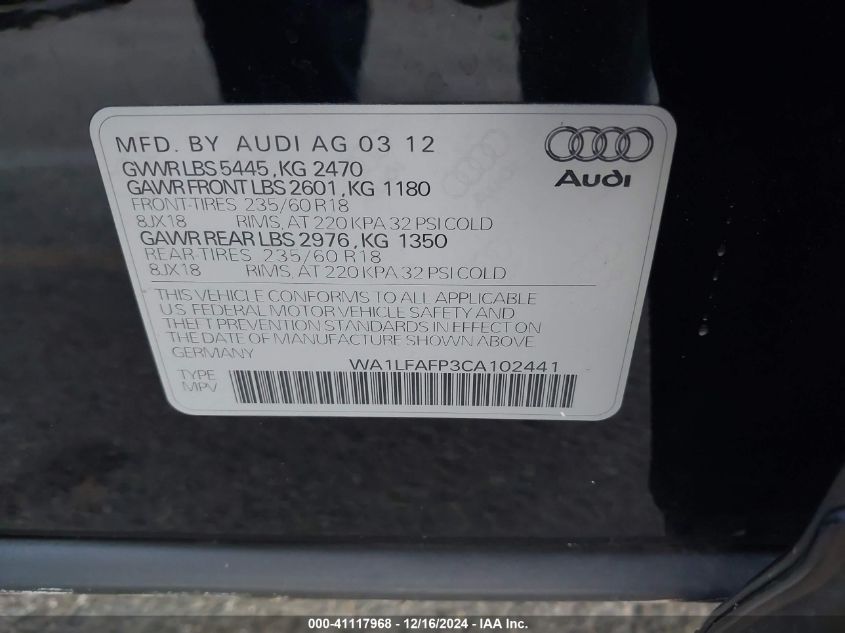 MFD. BY AUDI AG 03 12
GVWR LBS 5445, KG 2470
GAWR FRONT LBS 2601, KG 1180
FRONT-TIRES 235/60 R18
8JX18 RIMS, AT 220 KPA 32 PSI COLD
GAWR REAR LBS 2976, KG 1350
REAR-TIRES 235/60 R18
8JX18 RIMS, AT 220 KPA 32 PSI COLD
Audi
THIS VEHICLE CONFORMS TO ALL APPLICABLE
U.S. FEDERAL MOTOR VEHICLE SAFETY AND
THEFT PREVENTION STANDARDS IN EFFECT ON
THE DATE OF MANUFACTURE SHOWN ABOVE
GERMANY WA1LFAFP3CA102441
TYPE
MPV
000-41117968 - 12/16/2024 - IAA Inc.